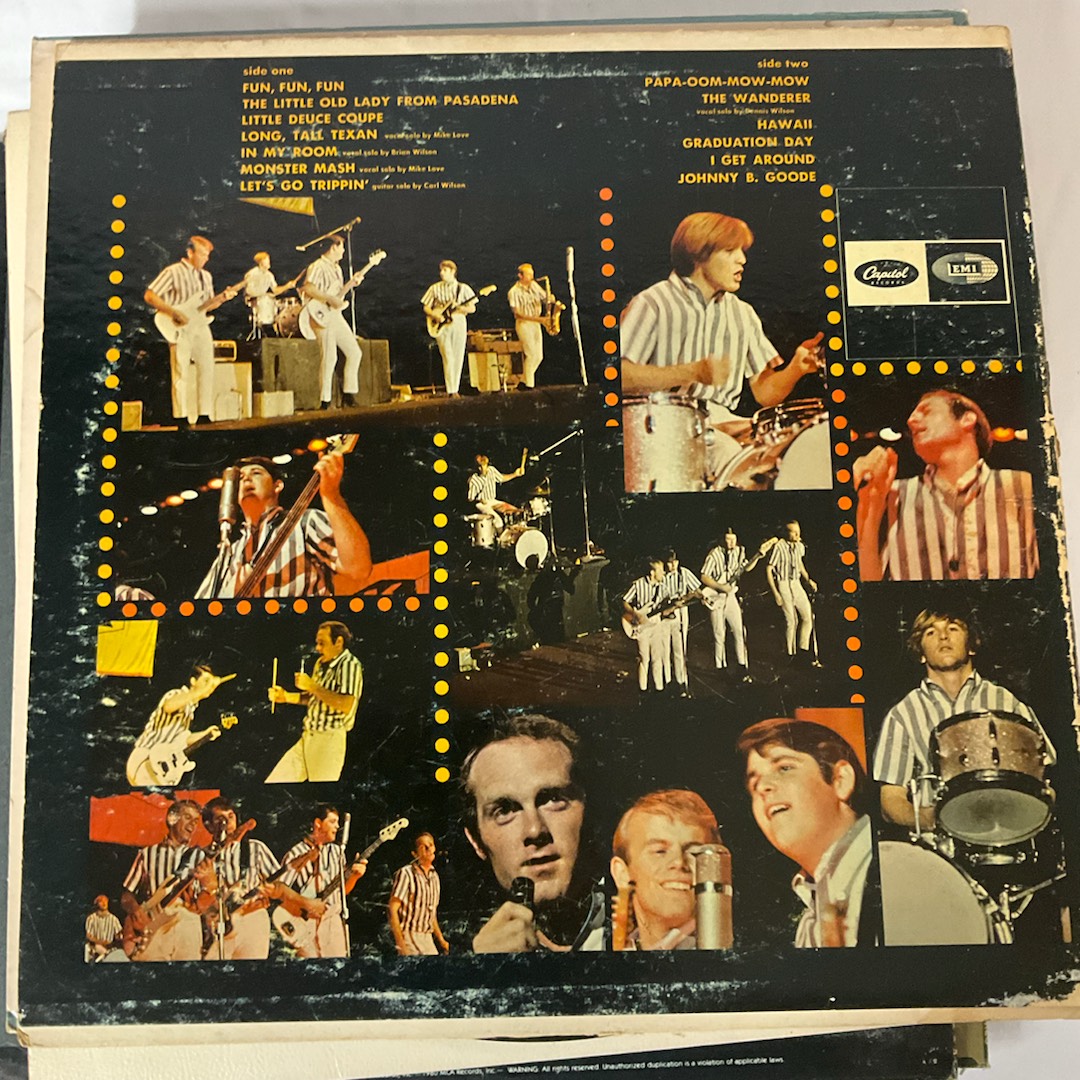 side one
FUN, FUN, FUN
THE LITTLE OLD LADY FROM PASADENA
LITTLE DEUCE COUPE
LONG, TALL TEXAN vocal solo by Mike Love
IN MY ROOM vocal solo by Brian Wilson
MONSTER MASH vocal solo by Mike Love
LET'S GO TRIPPIN' guitar solo by Carl Wilson
side two
PAPA-OOM-MOW-MOW
THE WANDERER
vocal solo by Dennis Wilson
HAWAII
GRADUATION DAY
I GET AROUND
JOHNNY B. GOODE
Capitol
RECORDS
EMI
MCA Records, Inc. — WARNING: All rights reserved. Unauthorized duplication is a violation of applicable laws.